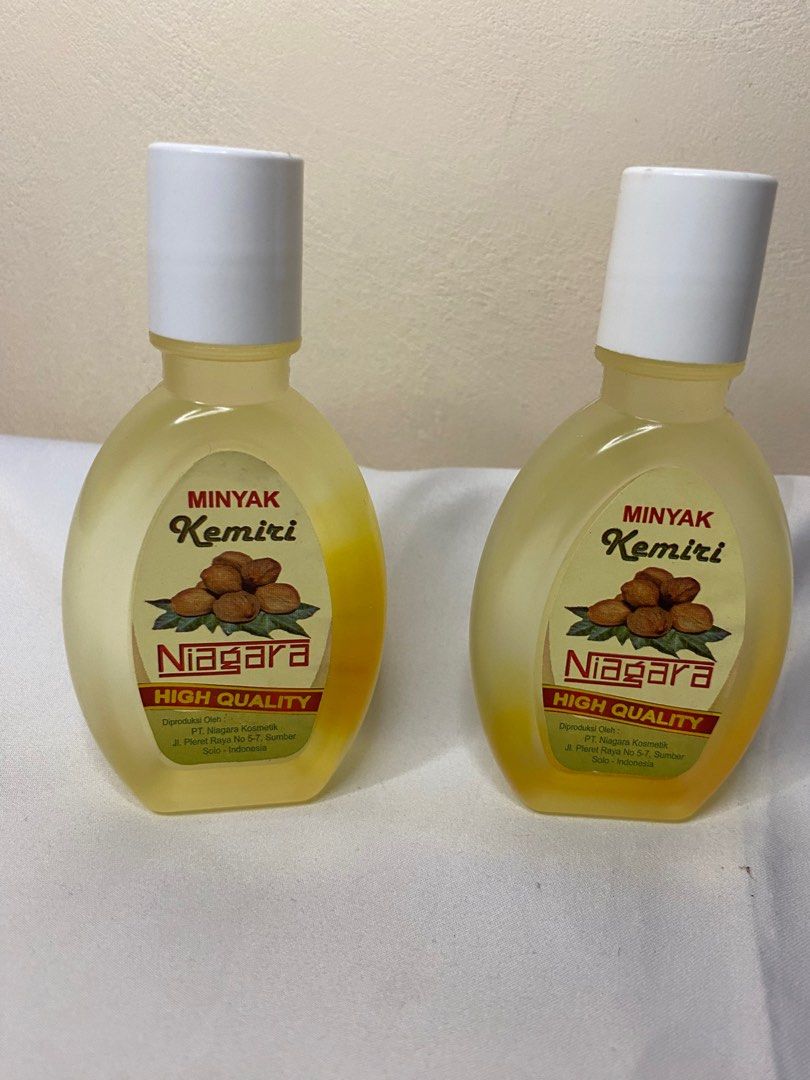 MINYAK
Kemiri
Niagara
HIGH QUALITY
Diproduksi Oleh :
PT. Niagara Kosmetik
Jl. Pleret Raya No 5-7, Sumber
Solo - Indonesia
MINYAK
Kemiri
Niagara
HIGH QUALITY
Diproduksi Oleh :
PT. Niagara Kosmetik
Jl. Pleret Raya No 5-7, Sumber
Solo - Indonesia